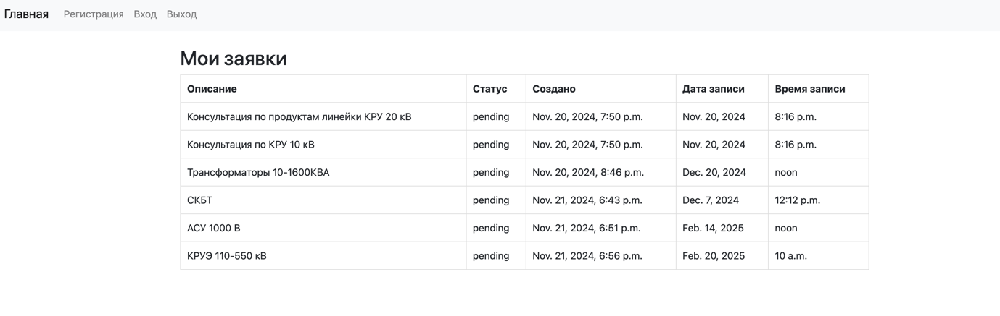 Главная Регистрация Вход Выход
Мои заявки
Описание Статус Создано Дата записи Время записи
Консультация по продуктам линейки КРУ 20 кВ pending Nov. 20, 2024, 7:50 p.m. Nov. 20, 2024 8:16 p.m.
Консультация по КРУ 10 кВ pending Nov. 20, 2024, 7:50 p.m. Nov. 20, 2024 8:16 p.m.
Трансформаторы 10-1600КВА pending Nov. 20, 2024, 8:46 p.m. Dec. 20, 2024 noon
СКБТ pending Nov. 21, 2024, 6:43 p.m. Dec. 7, 2024 12:12 p.m.
АСУ 1000 В pending Nov. 21, 2024, 6:51 p.m. Feb. 14, 2025 noon
КРУЭ 110-550 кВ pending Nov. 21, 2024, 6:56 p.m. Feb. 20, 2025 10 a.m.